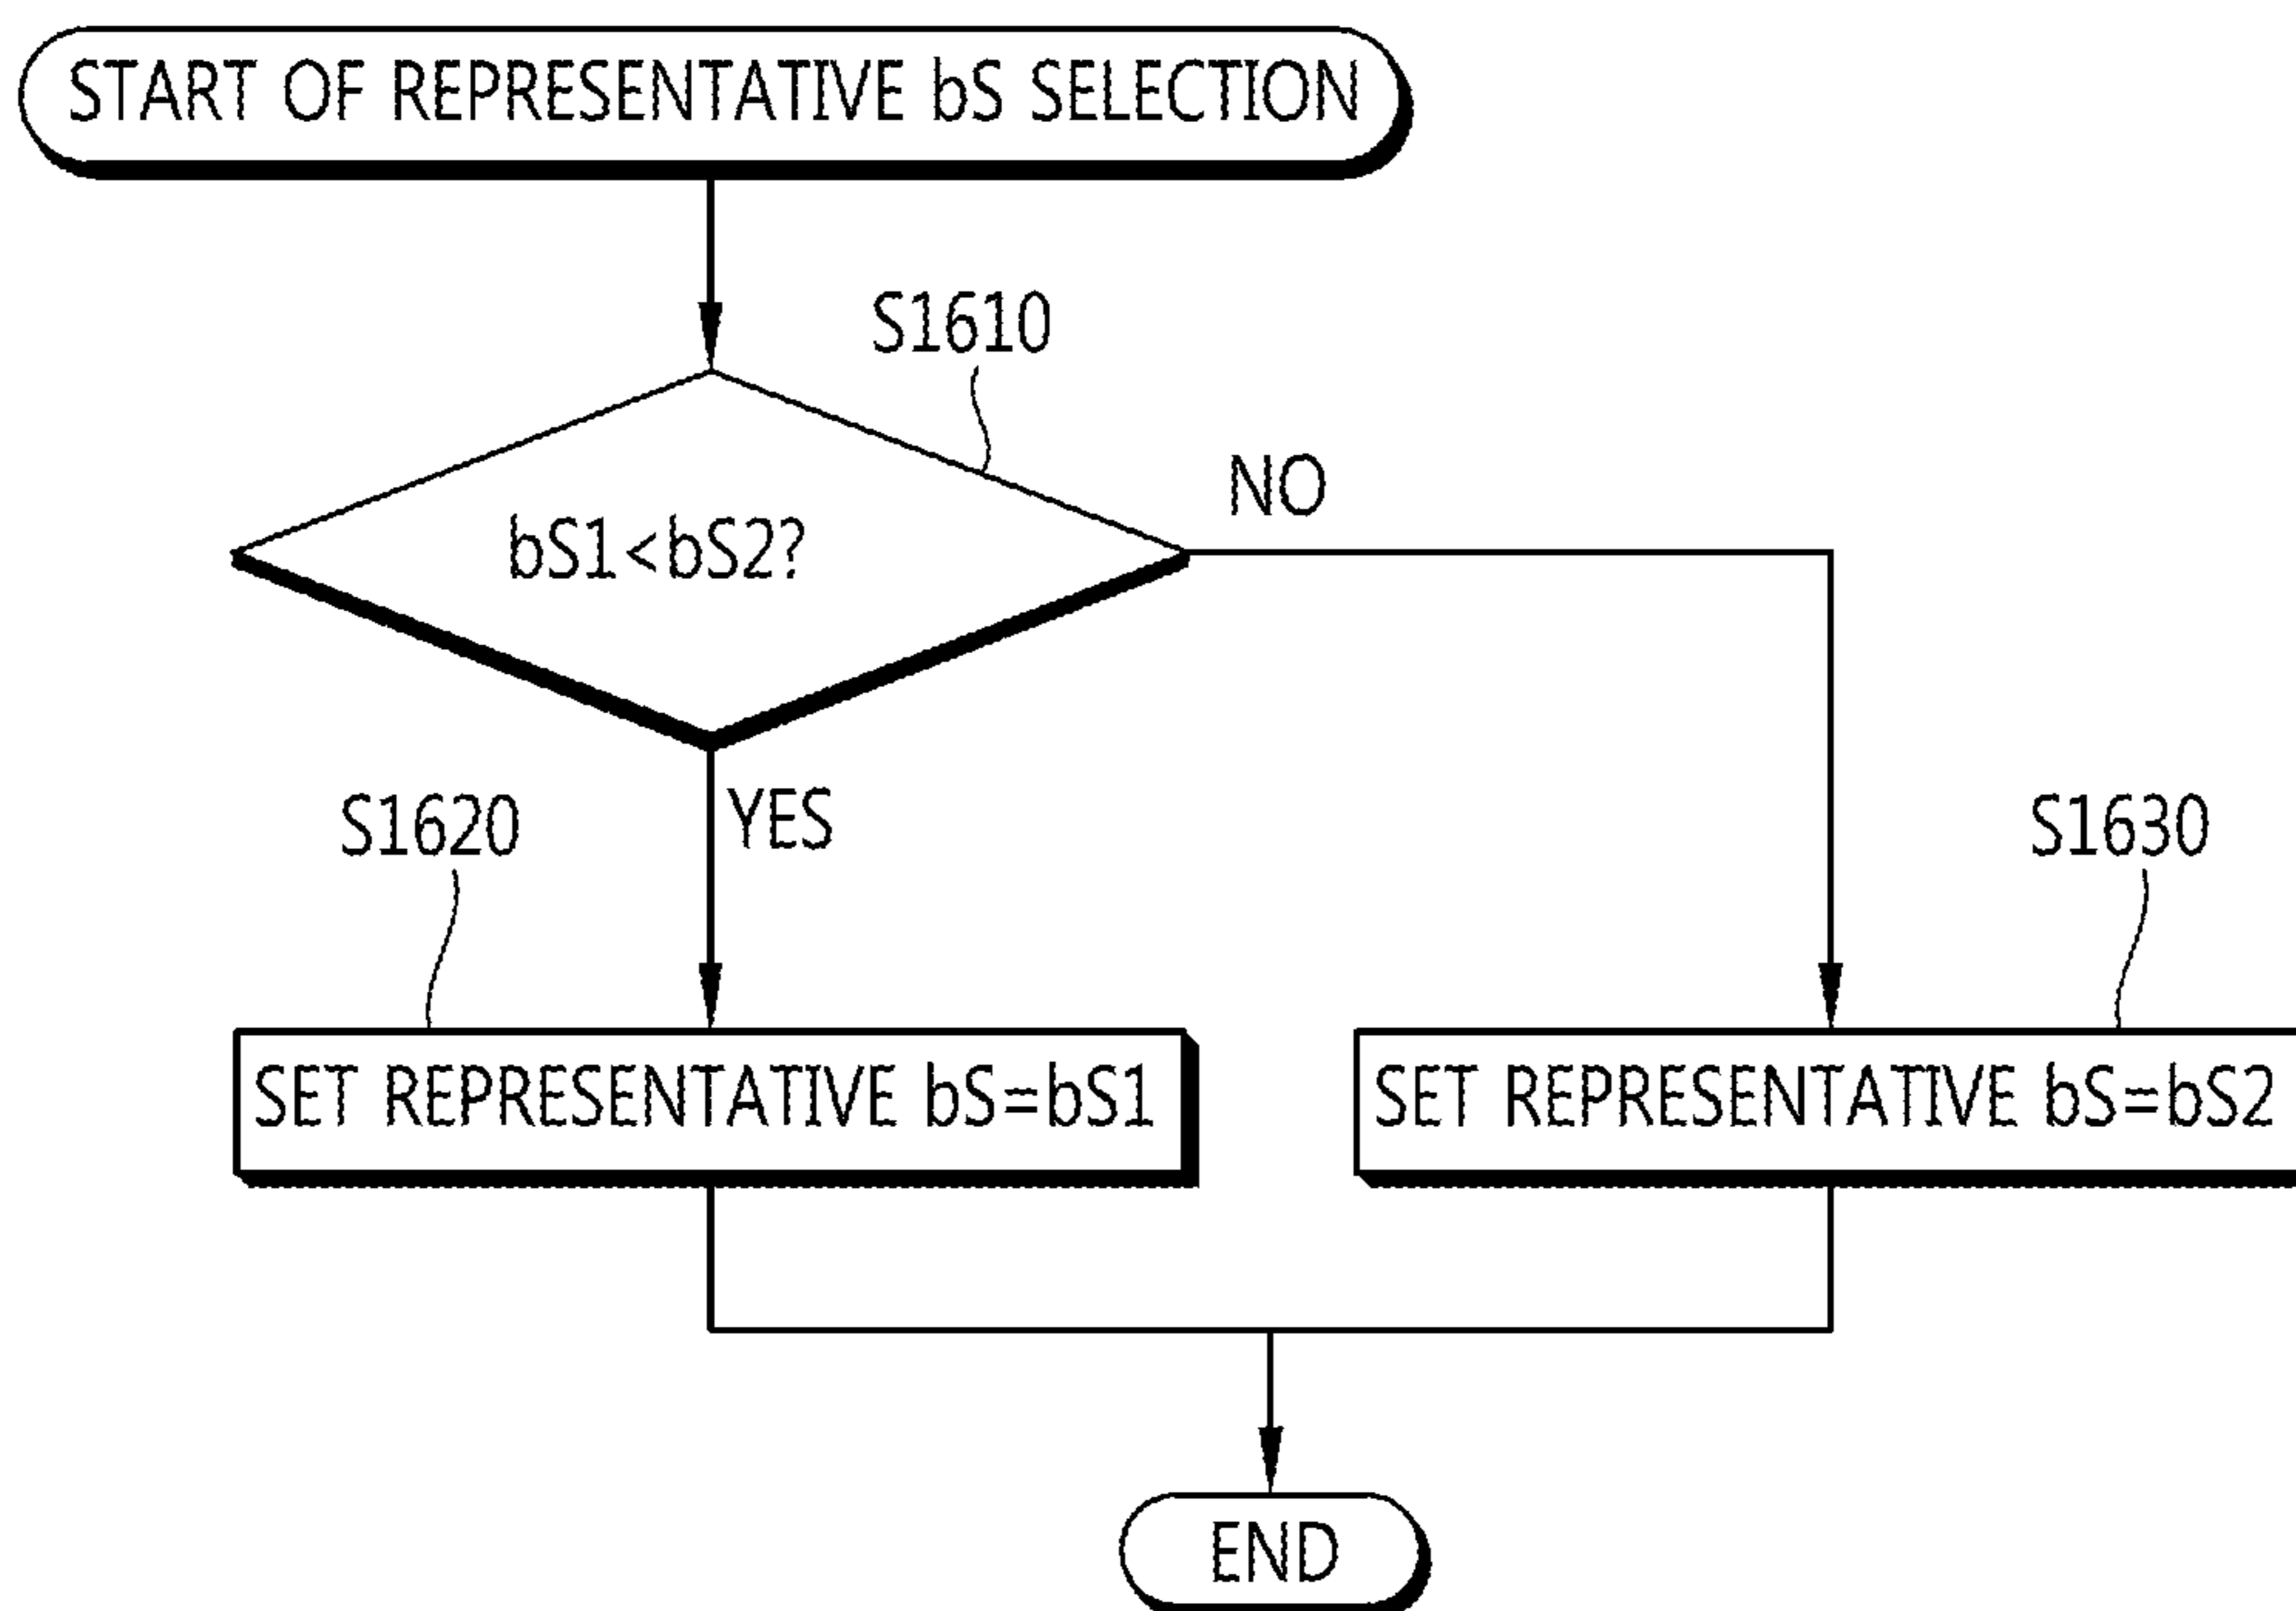 START OF REPRESENTATIVE bS SELECTION
S1610
bS1<bS2?
NO
YES
S1620
S1630
SET REPRESENTATIVE bS=bS1
SET REPRESENTATIVE bS=bS2
END